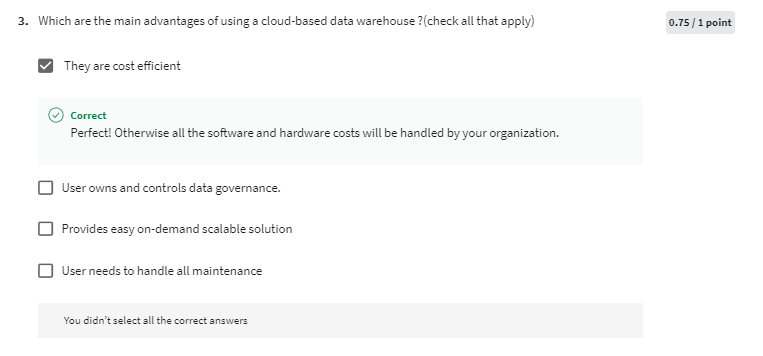 3. Which are the main advantages of using a cloud-based data warehouse ?(check all that apply)
0.75 / 1 point
They are cost efficient
Correct
Perfect! Otherwise all the software and hardware costs will be handled by your organization.
User owns and controls data governance.
Provides easy on-demand scalable solution
User needs to handle all maintenance
You didn't select all the correct answers